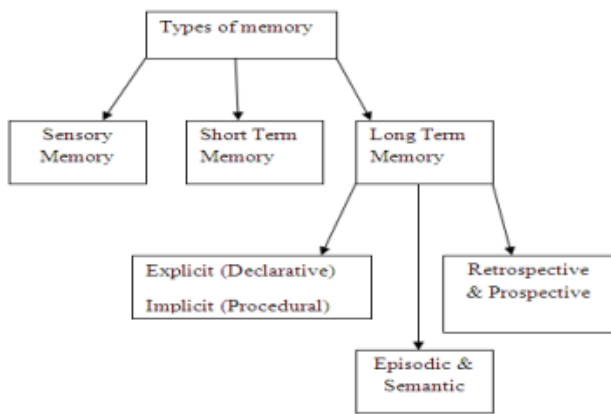 Types of memory
Sensory
Memory
Short Term
Memory
Long Term
Memory
Explicit (Declarative)
Implicit (Procedural)
Retrospective
& Prospective
Episodic &
Semantic